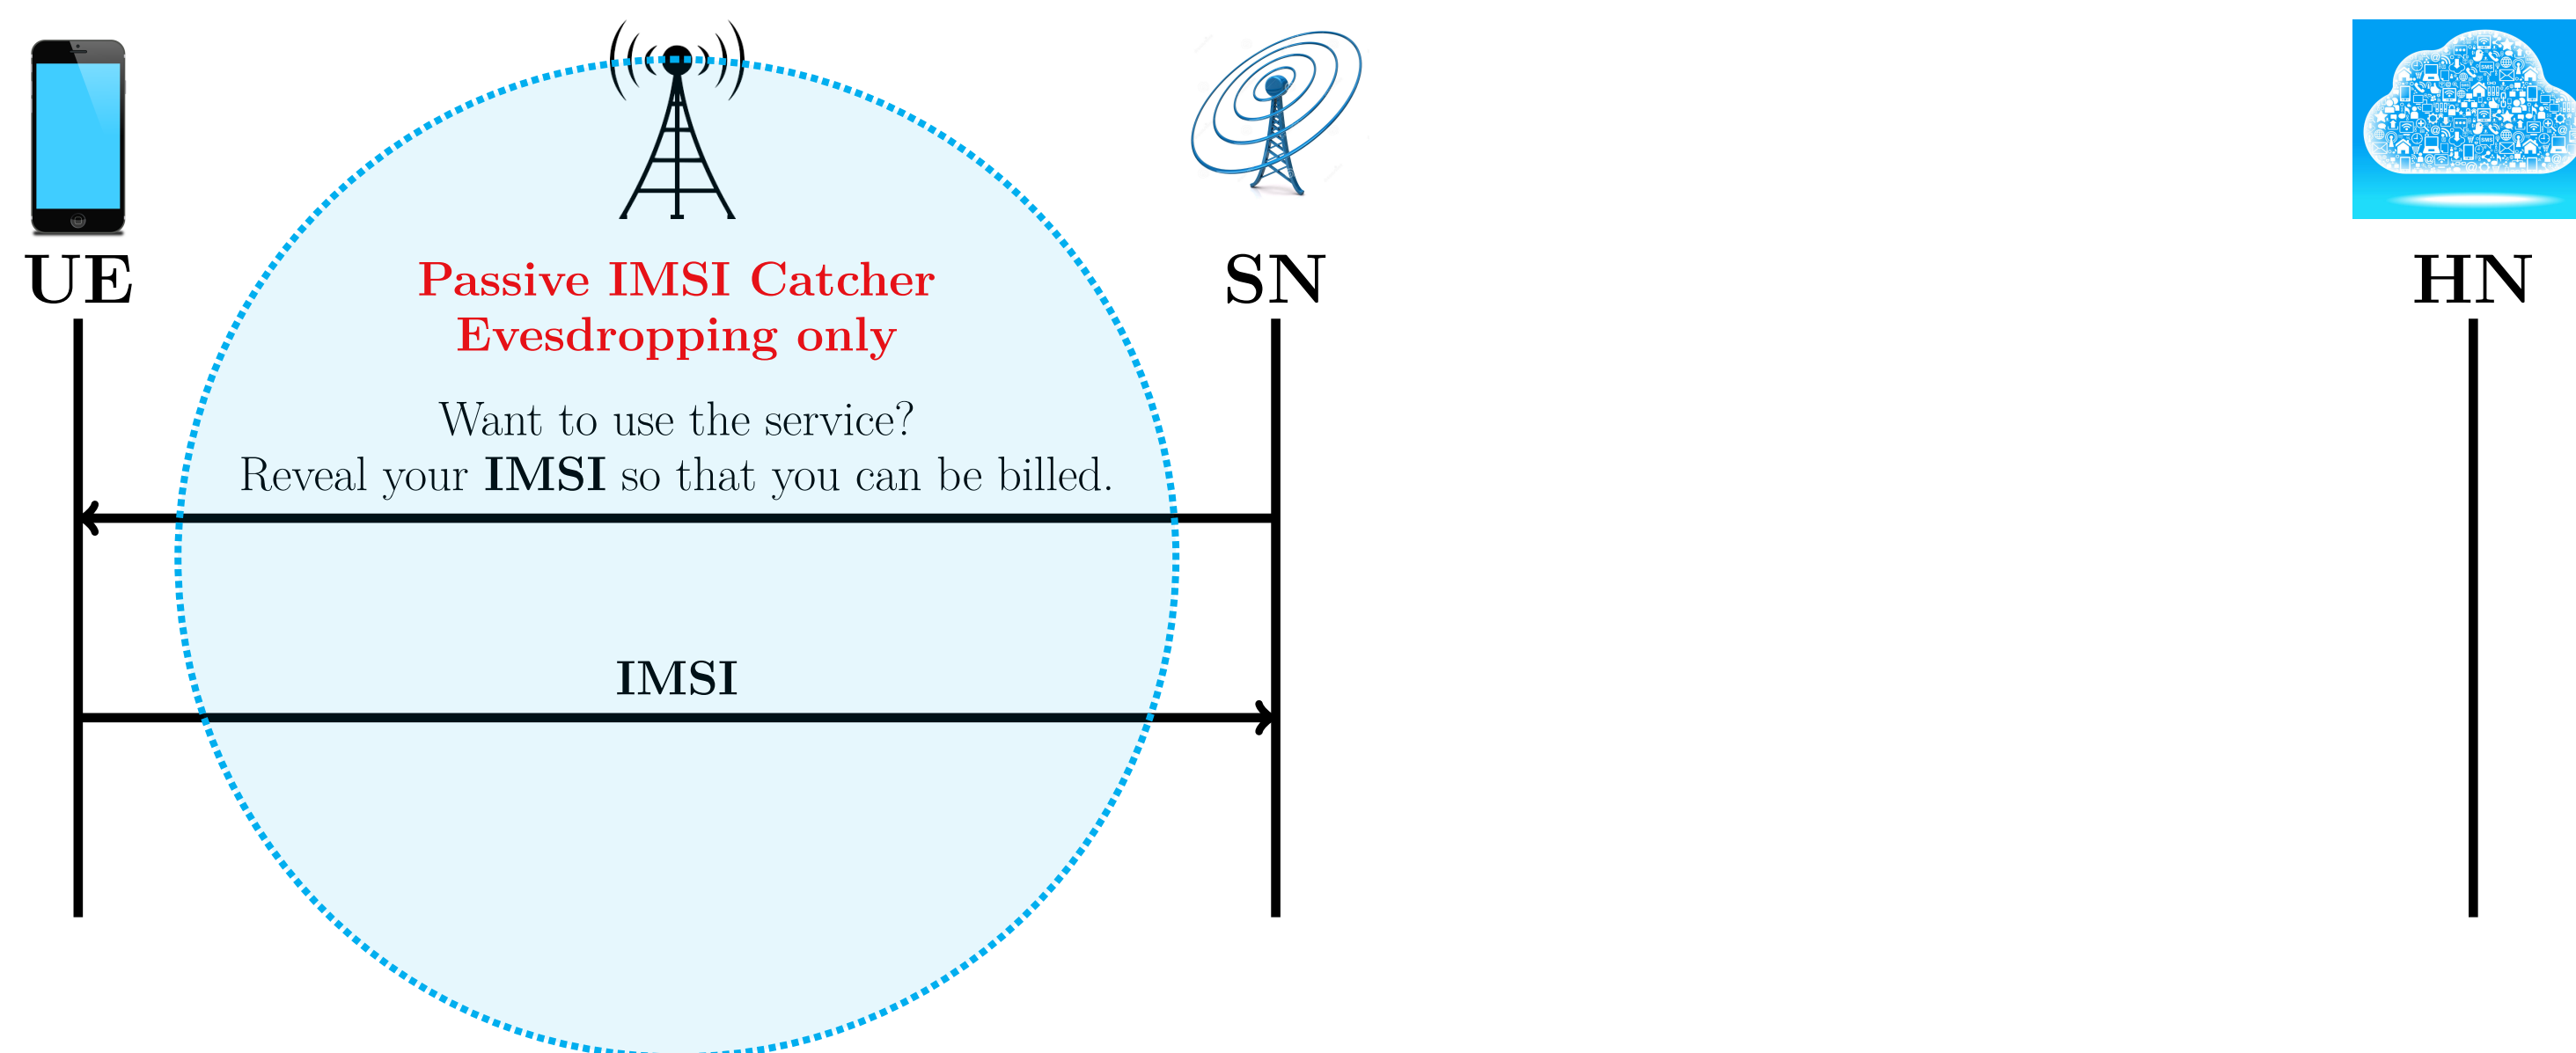 UE
SN
HN
Passive IMSI Catcher
Evesdropping only
Want to use the service?
Reveal your IMSI so that you can be billed.
IMSI